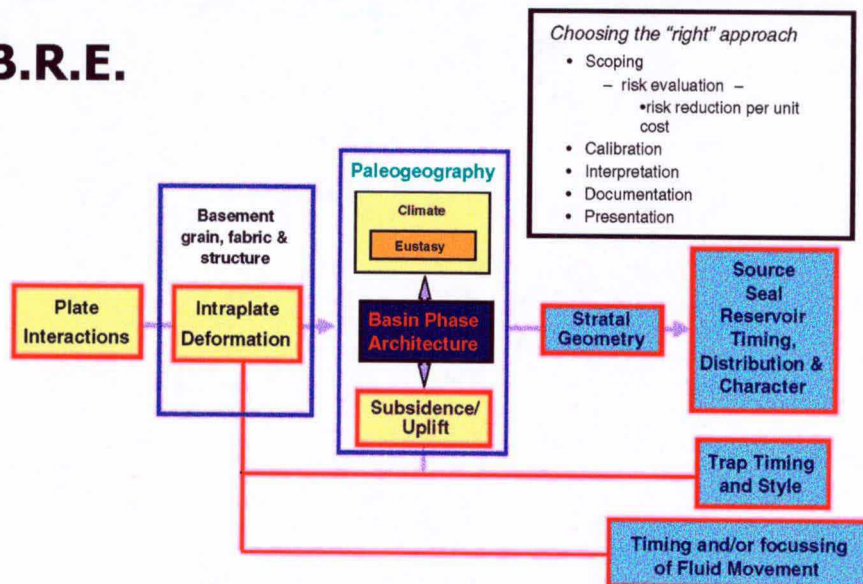 B.R.E.
Choosing the "right" approach
• Scoping
– risk evaluation –
•risk reduction per unit
cost
• Calibration
• Interpretation
• Documentation
• Presentation
Paleogeography
Climate
Eustasy
Basement
grain, fabric &
structure
Plate
Interactions
Intraplate
Deformation
Basin Phase
Architecture
Subsidence/
Uplift
Stratal
Geometry
Source
Seal
Reservoir
Timing,
Distribution &
Character
Trap Timing
and Style
Timing and/or focussing
of Fluid Movement